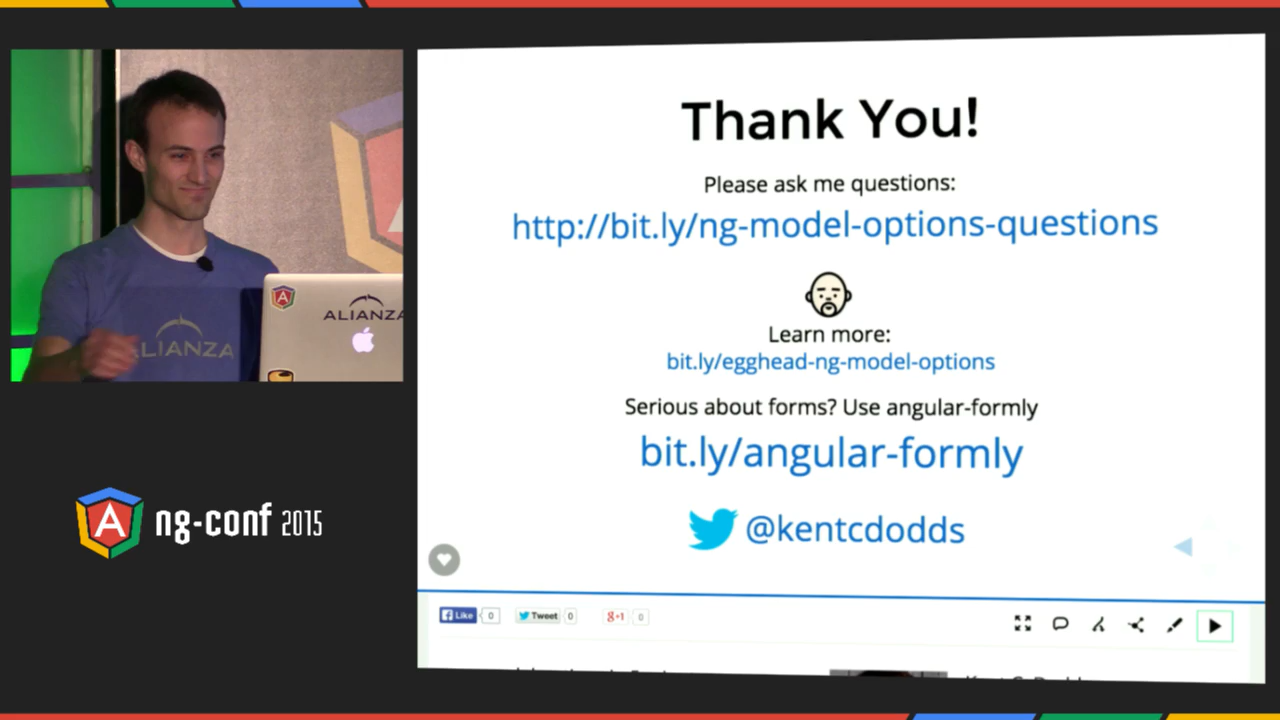 Thank You!
Please ask me questions:
http://bit.ly/ng-model-options-questions
Learn more:
bit.ly/egghead-ng-model-options
Serious about forms? Use angular-formly
bit.ly/angular-formly
@kentcdodds
Like 0 Tweet 0 g+1 0
ALIANZA
LIANZA
A ng-conf 2015